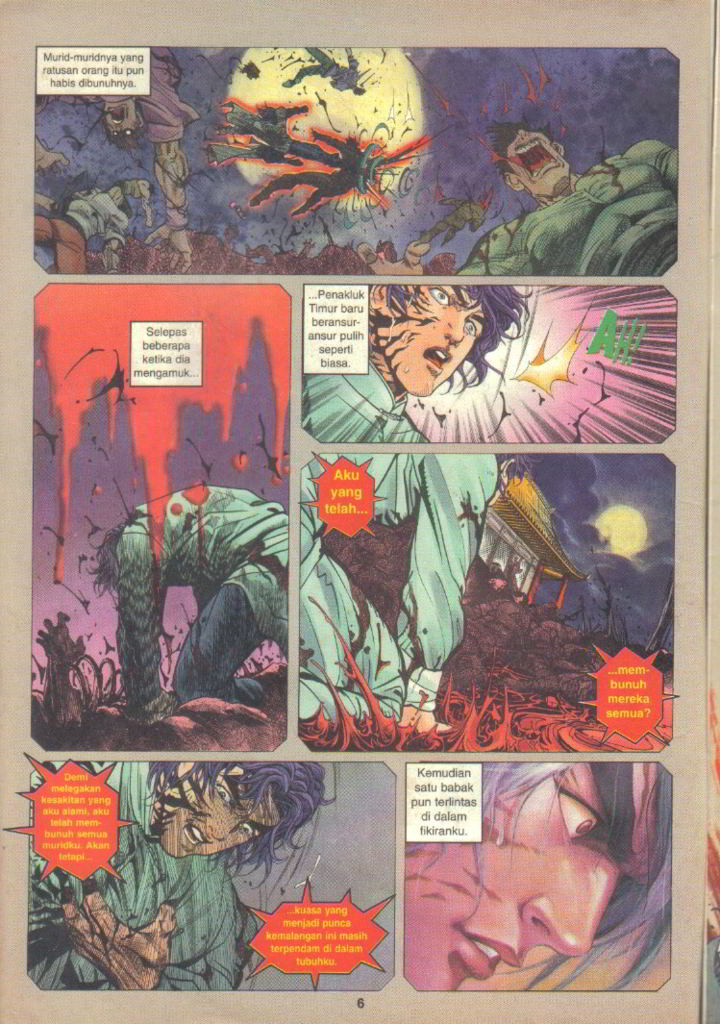 Murid-muridnya yang
ratusan orang itu pun
habis dibunuhnya.
Selepas
beberapa
ketika dia
mengamuk...
...Penakluk
Timur baru
beransur-
ansur pulih
seperti
biasa.
AH!!
Aku
yang
telah...
...mem-
bunuh
mereka
semua?
Demi
melegakan
kesakitan yang
aku alami, aku
telah mem-
bunuh semua
muridku. Akan
tetapi...
...kuasa yang
menjadi punca
kemalangan ini masih
terpendam di dalam
tubuhku.
Kemudian
satu babak
pun terlintas
di dalam
fikiranku.
6